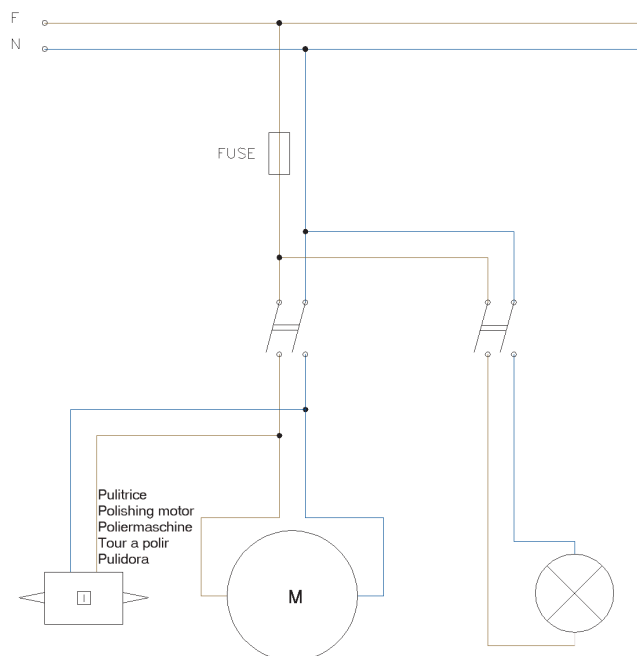 F
N
FUSE
Pulitrice
Polishing motor
Poliermaschine
Tour a polir
Pulidora
I
M